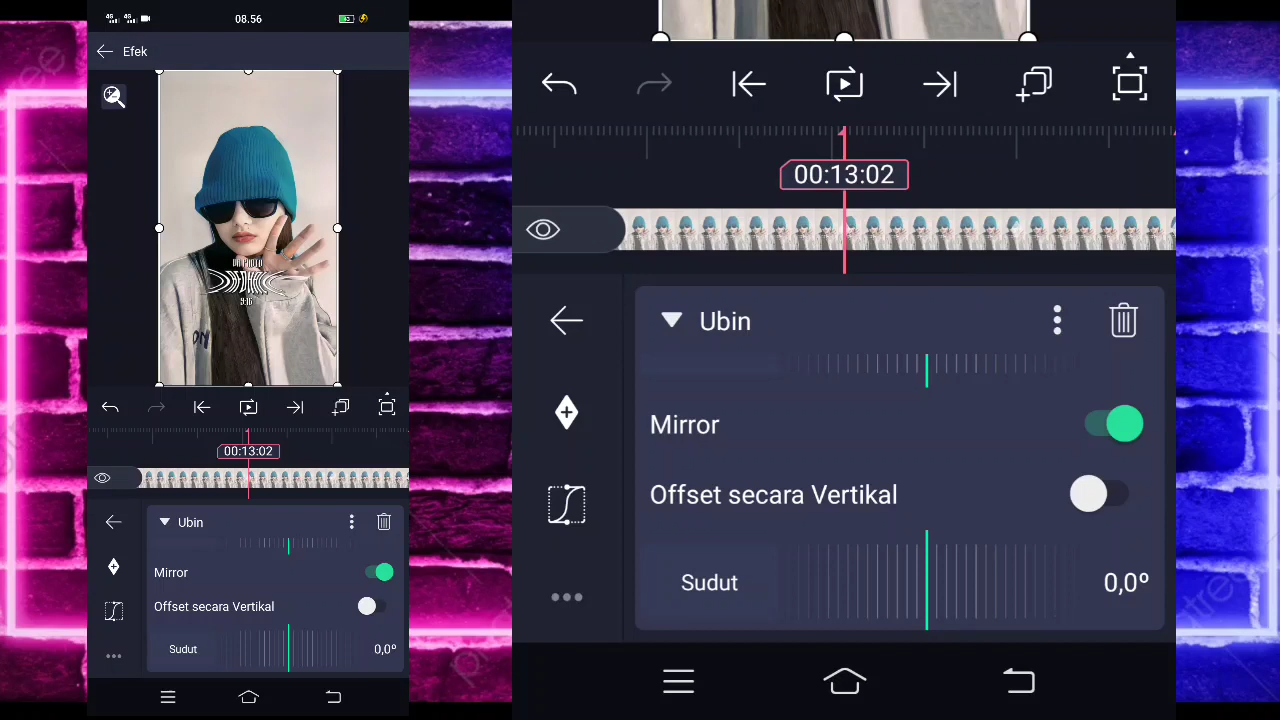 08.56
Efek
00:13:02
Ubin
Mirror
Offset secara Vertikal
Sudut
0,0º
00:13:02
Ubin
Mirror
Offset secara Vertikal
Sudut
0,0º